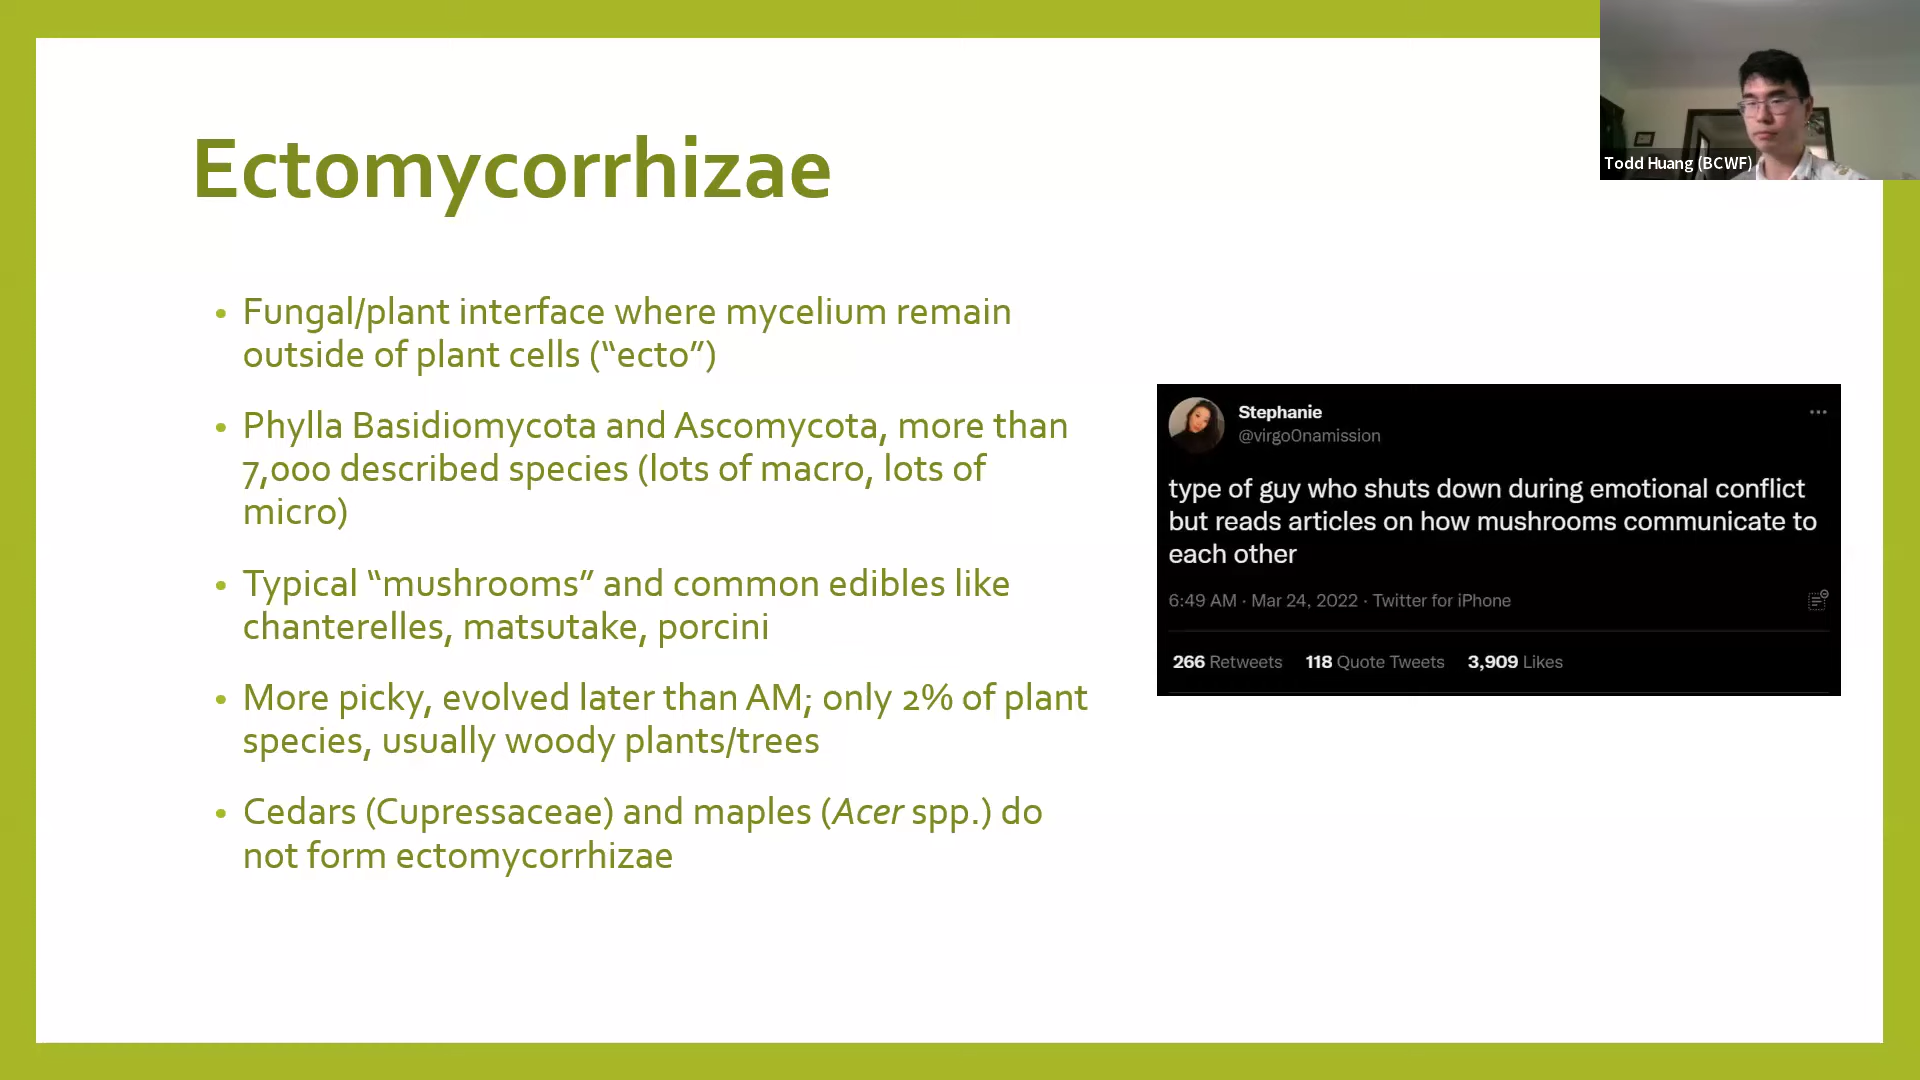 Ectomycorrhizae
Todd Huang (BCWF)
• Fungal/plant interface where mycelium remain
outside of plant cells (“ecto”)
• Phylla Basidiomycota and Ascomycota, more than
7,000 described species (lots of macro, lots of
micro)
• Typical “mushrooms” and common edibles like
chanterelles, matsutake, porcini
• More picky, evolved later than AM; only 2% of plant
species, usually woody plants/trees
• Cedars (Cupressaceae) and maples (Acer spp.) do
not form ectomycorrhizae
Stephanie
@virgo0namission
type of guy who shuts down during emotional conflict
but reads articles on how mushrooms communicate to
each other
6:49 AM · Mar 24, 2022 · Twitter for iPhone
266 Retweets 118 Quote Tweets 3,909 Likes